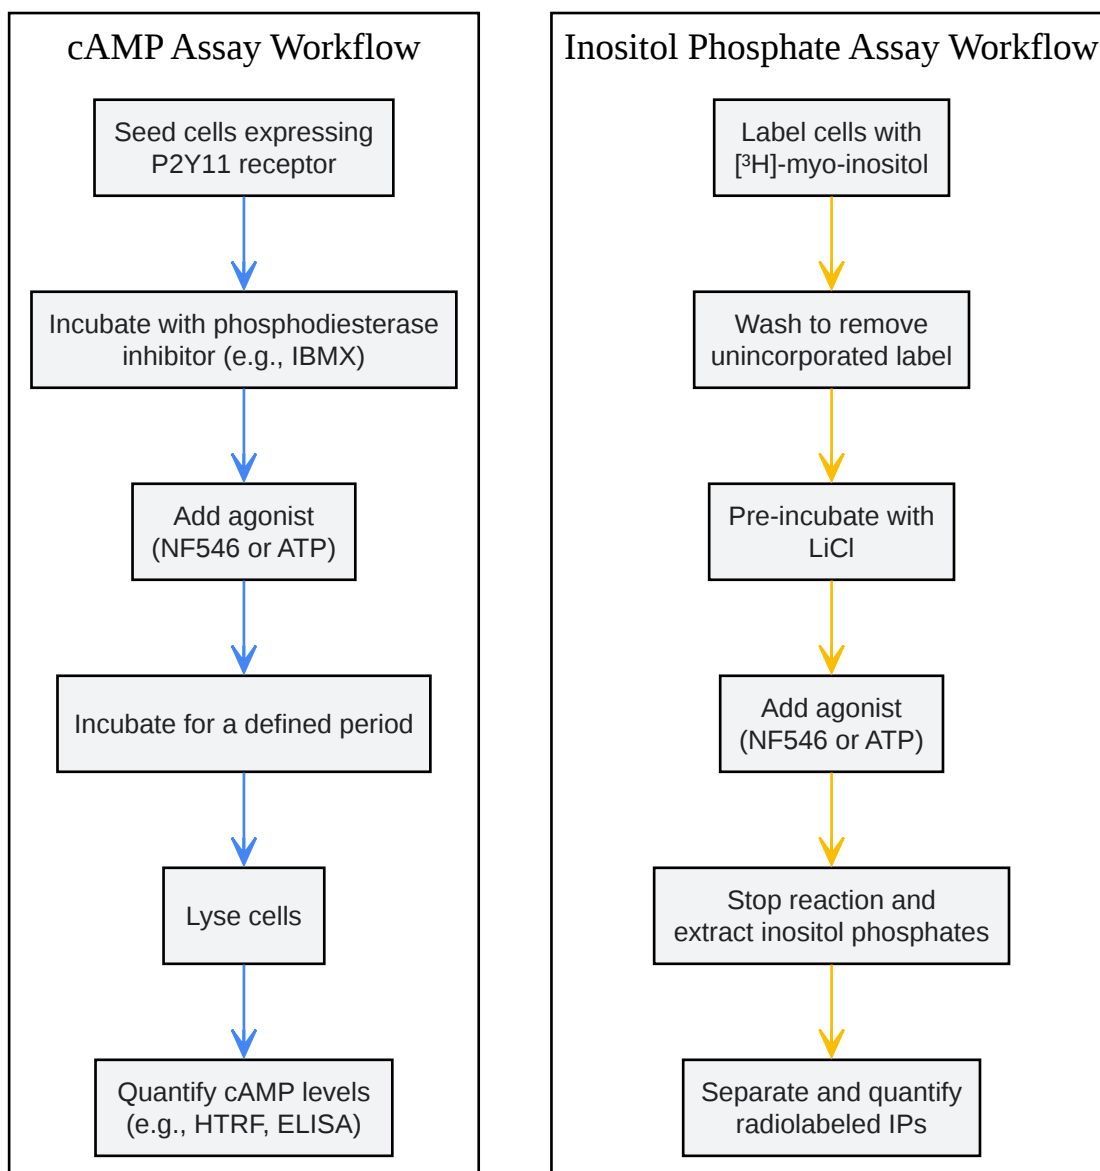 cAMP Assay Workflow
Seed cells expressing
P2Y11 receptor
Incubate with phosphodiesterase
inhibitor (e.g., IBMX)
Add agonist
(NF546 or ATP)
Incubate for a defined period
Lyse cells
Quantify cAMP levels
(e.g., HTRF, ELISA)
Inositol Phosphate Assay Workflow
Label cells with
[³H]-myo-inositol
Wash to remove
unincorporated label
Pre-incubate with
LiCl
Add agonist
(NF546 or ATP)
Stop reaction and
extract inositol phosphates
Separate and quantify
radiolabeled IPs